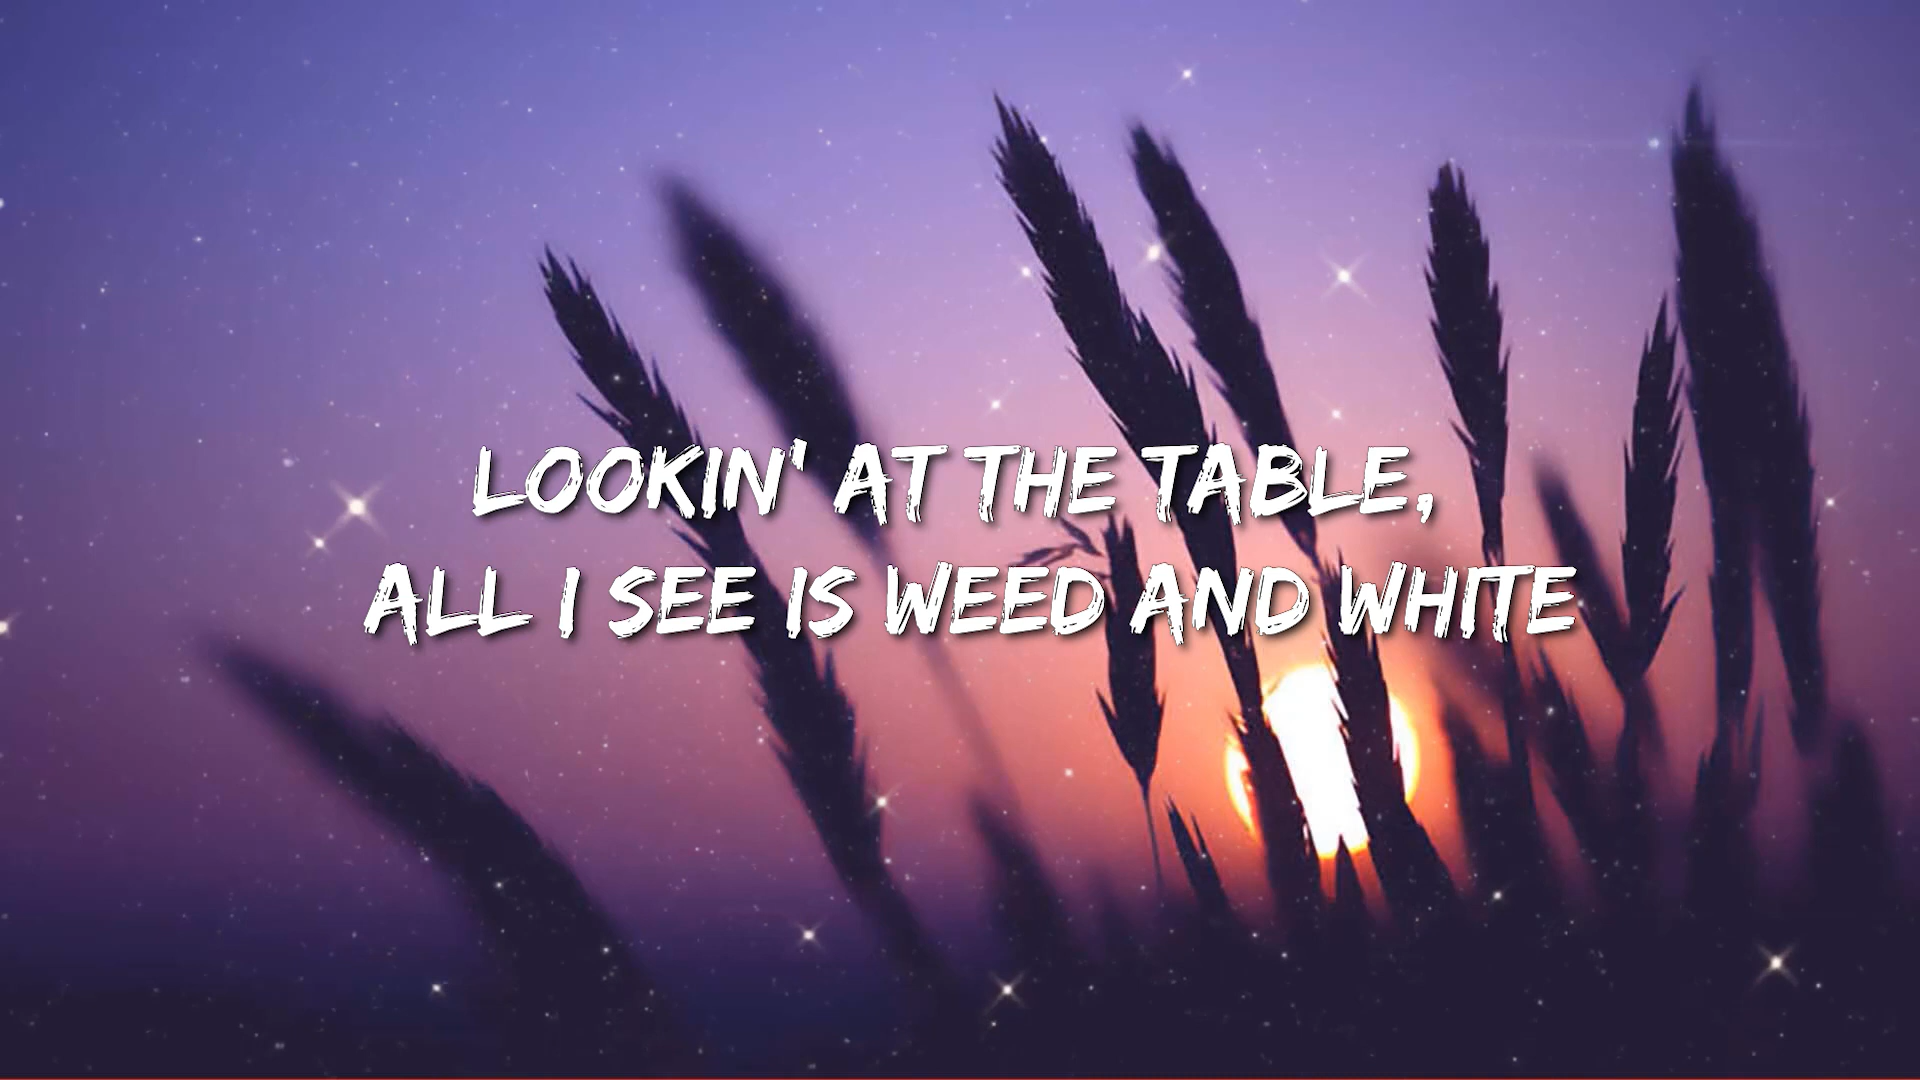 LOOKIN' AT THE TABLE,
ALL I SEE IS WEED AND WHITE